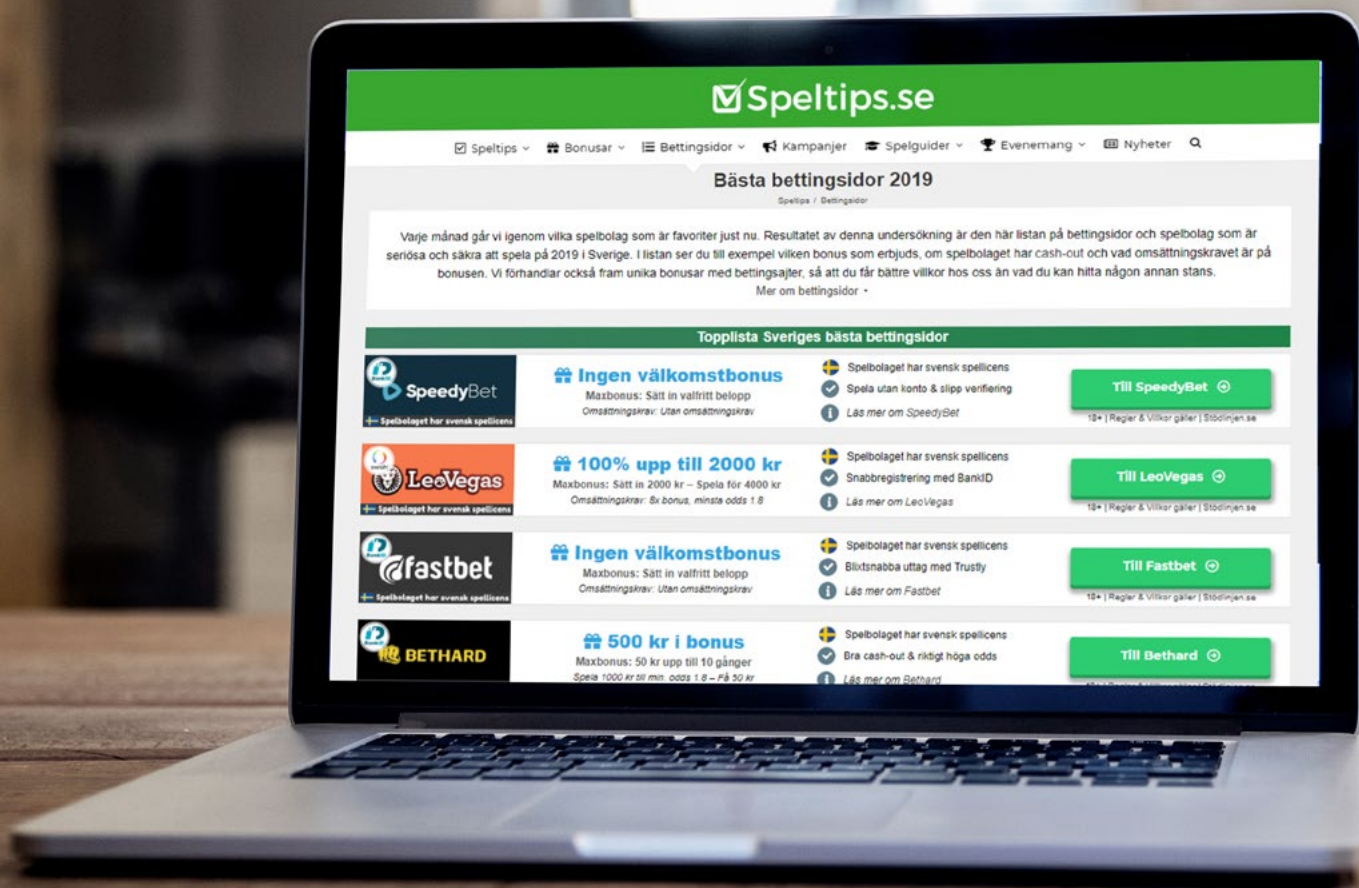 Speltips.se
Speltips Bonusar Bettingsidor Kampanjer Spelguider Evenemang Nyheter
Bästa bettingsidor 2019
Speltips / Bettingsidor
Varje månad går vi igenom vilka spelbolag som är favoriter just nu. Resultatet av denna undersökning är den här listan på bettingsidor och spelbolag som är
seriösa och säkra att spela på 2019 i Sverige. I listan ser du till exempel vilken bonus som erbjuds, om spelbolaget har cash-out och vad omsättningskravet är på
bonusen. Vi förhandlar också fram unika bonusar med bettingsajter, så att du får bättre villkor hos oss än vad du kan hitta någon annan stans.
Mer om bettingsidor
Topplista Sveriges bästa bettingsidor
SpeedyBet
Spelbolaget har svensk spellicens
Ingen välkomstbonus
Maxbonus: Sätt in valfritt belopp
Omsättningskrav: Utan omsättningskrav
Spelbolaget har svensk spellicens
Spela utan konto & slipp verifiering
Läs mer om SpeedyBet
Till SpeedyBet
18+ | Regler & Villkor gäller | Stödlinjen.se
LeoVegas
Spelbolaget har svensk spellicens
100% upp till 2000 kr
Maxbonus: Sätt in 2000 kr – Spela för 4000 kr
Omsättningskrav: 8x bonus, minsta odds 1.8
Spelbolaget har svensk spellicens
Snabbregistrering med BankID
Läs mer om LeoVegas
Till LeoVegas
18+ | Regler & Villkor gäller | Stödlinjen.se
fastbet
Spelbolaget har svensk spellicens
Ingen välkomstbonus
Maxbonus: Sätt in valfritt belopp
Omsättningskrav: Utan omsättningskrav
Spelbolaget har svensk spellicens
Blixtsnabba uttag med Trustly
Läs mer om Fastbet
Till Fastbet
18+ | Regler & Villkor gäller | Stödlinjen.se
BETHARD
500 kr i bonus
Maxbonus: 50 kr upp till 10 gånger
Spela 1000 kr till min. odds 1.8 – Få 50 kr
Spelbolaget har svensk spellicens
Bra cash-out & riktigt höga odds
Läs mer om Bethard
Till Bethard